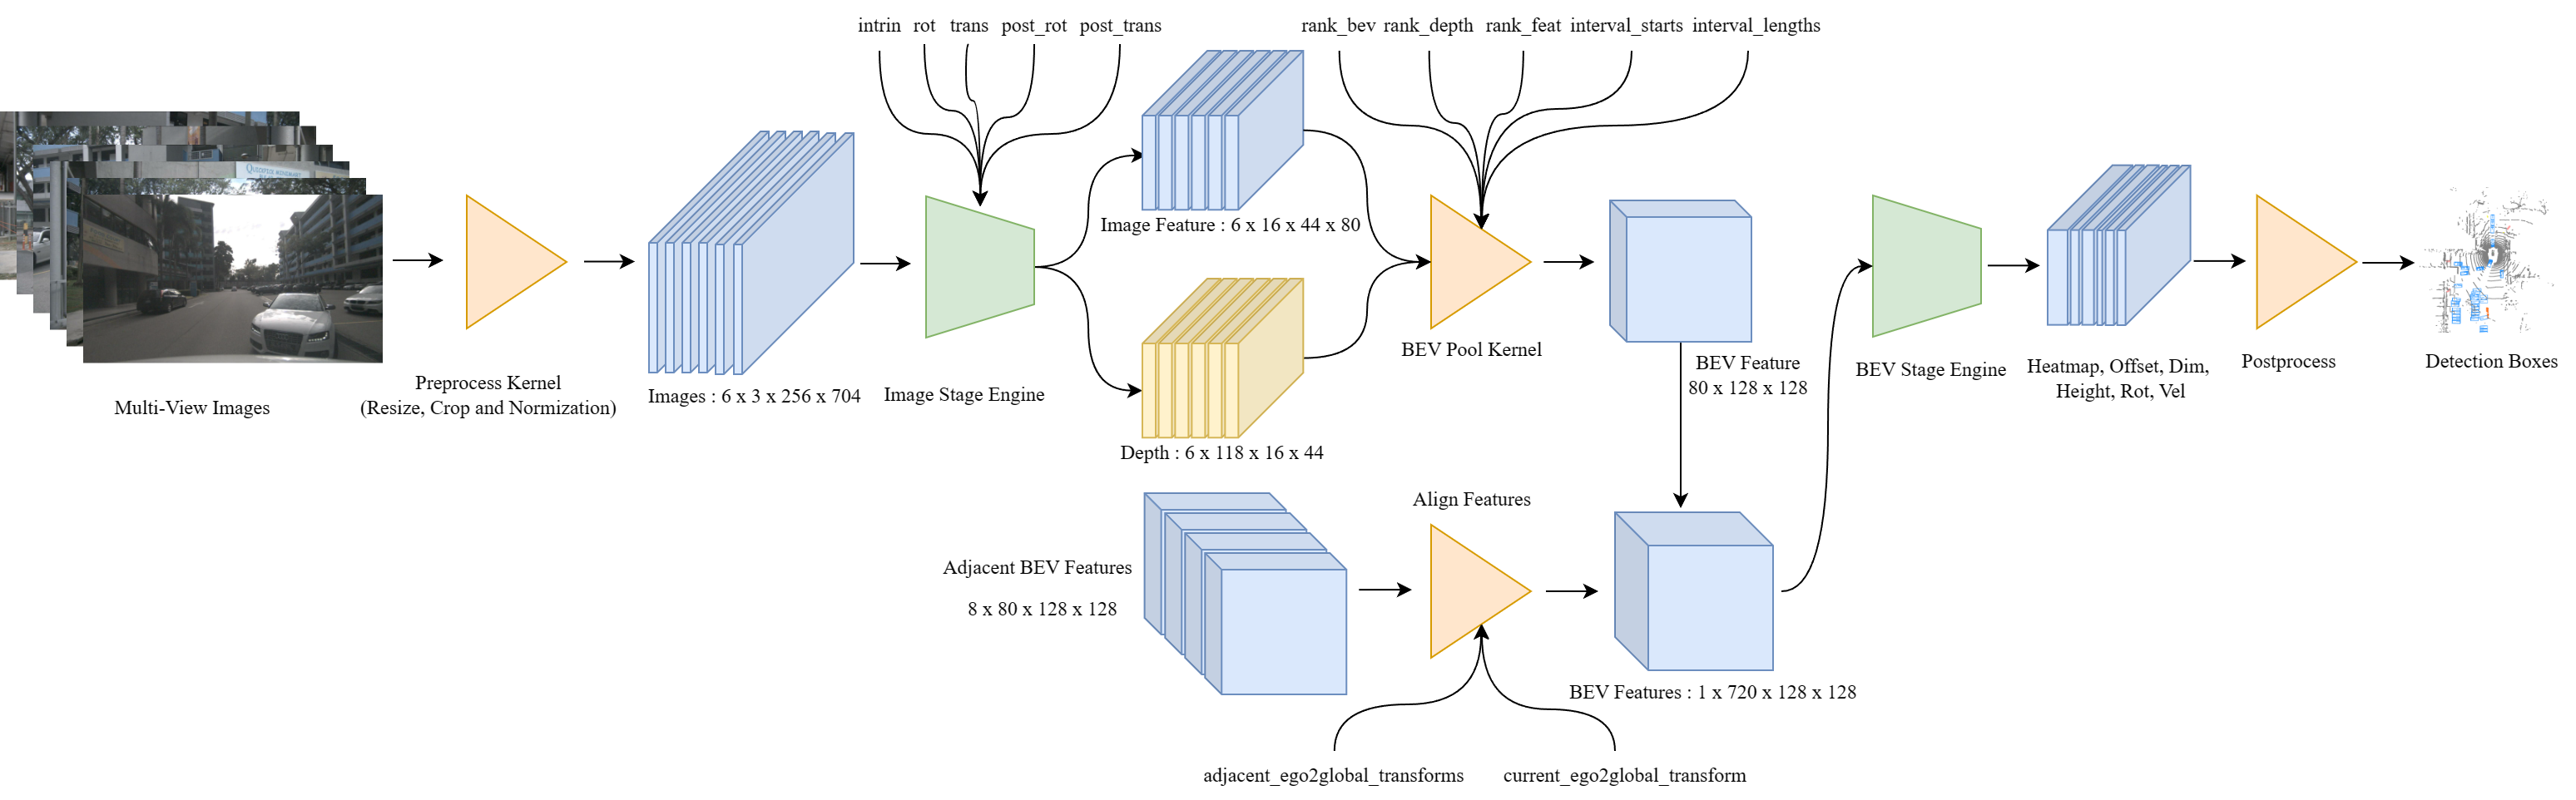 intrin rot trans post_rot post_trans
rank_bev rank_depth rank_feat interval_starts interval_lengths
Multi-View Images
Preprocess Kernel
(Resize, Crop and Normization)
Images : 6 x 3 x 256 x 704
Image Stage Engine
Image Feature : 6 x 16 x 44 x 80
Depth : 6 x 118 x 16 x 44
BEV Pool Kernel
BEV Feature
80 x 128 x 128
BEV Stage Engine
Heatmap, Offset, Dim,
Height, Rot, Vel
Postprocess
Detection Boxes
Adjacent BEV Features
8 x 80 x 128 x 128
Align Features
BEV Features : 1 x 720 x 128 x 128
adjacent_ego2global_transforms
current_ego2global_transform